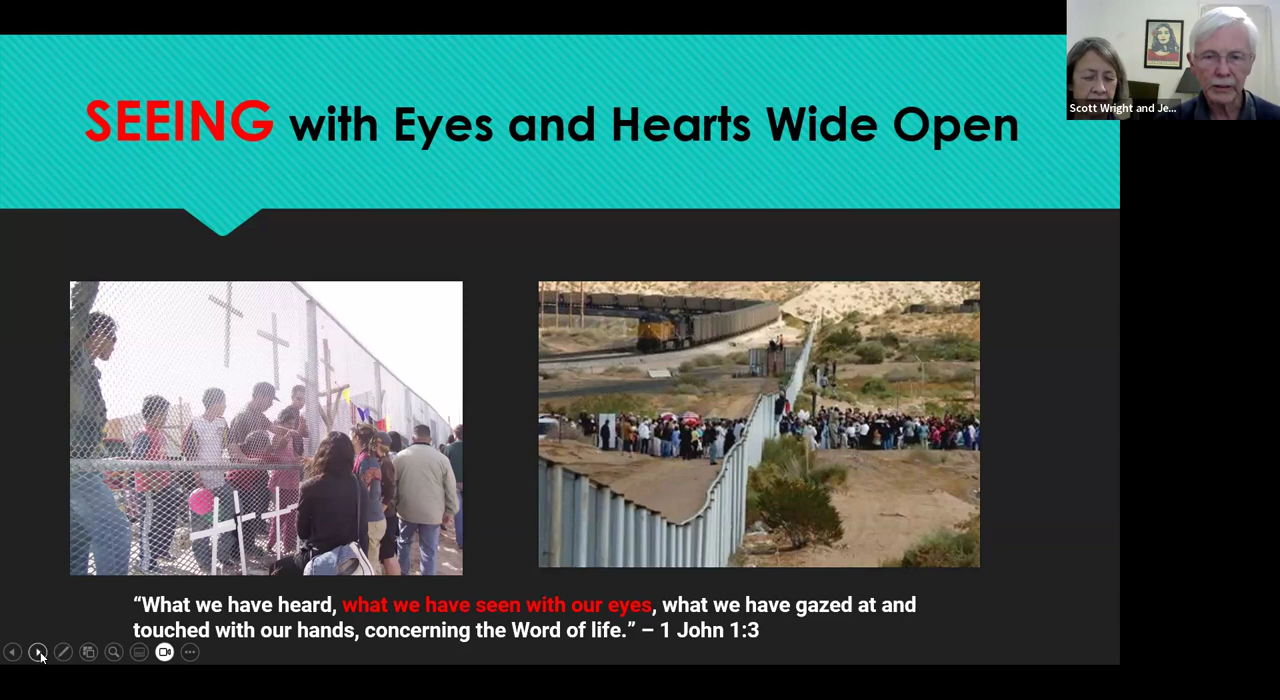 SEEING with Eyes and Hearts Wide Open
Scott Wright and Je...
“What we have heard, what we have seen with our eyes, what we have gazed at and
touched with our hands, concerning the Word of life.” – 1 John 1:3